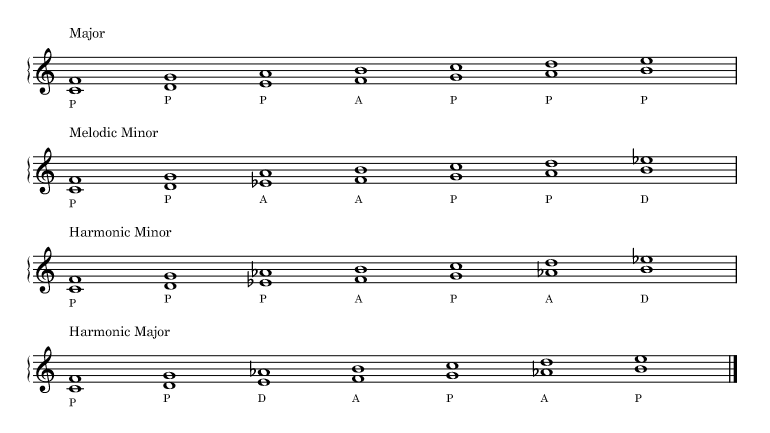 Major
P P P A P P P
Melodic Minor
P P A A P P D
Harmonic Minor
P P P A P A D
Harmonic Major
P P D A P A P